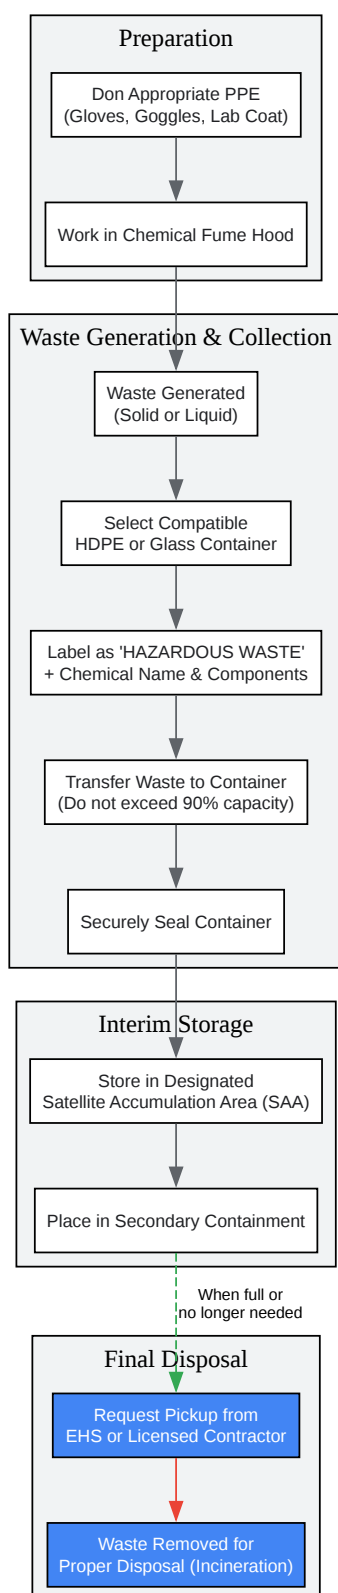 Preparation
Don Appropriate PPE
(Gloves, Goggles, Lab Coat)
Work in Chemical Fume Hood
Waste Generation & Collection
Waste Generated
(Solid or Liquid)
Select Compatible
HDPE or Glass Container
Label as 'HAZARDOUS WASTE'
+ Chemical Name & Components
Transfer Waste to Container
(Do not exceed 90% capacity)
Securely Seal Container
Interim Storage
Store in Designated
Satellite Accumulation Area (SAA)
Place in Secondary Containment
When full or
no longer needed
Final Disposal
Request Pickup from
EHS or Licensed Contractor
Waste Removed for
Proper Disposal (Incineration)